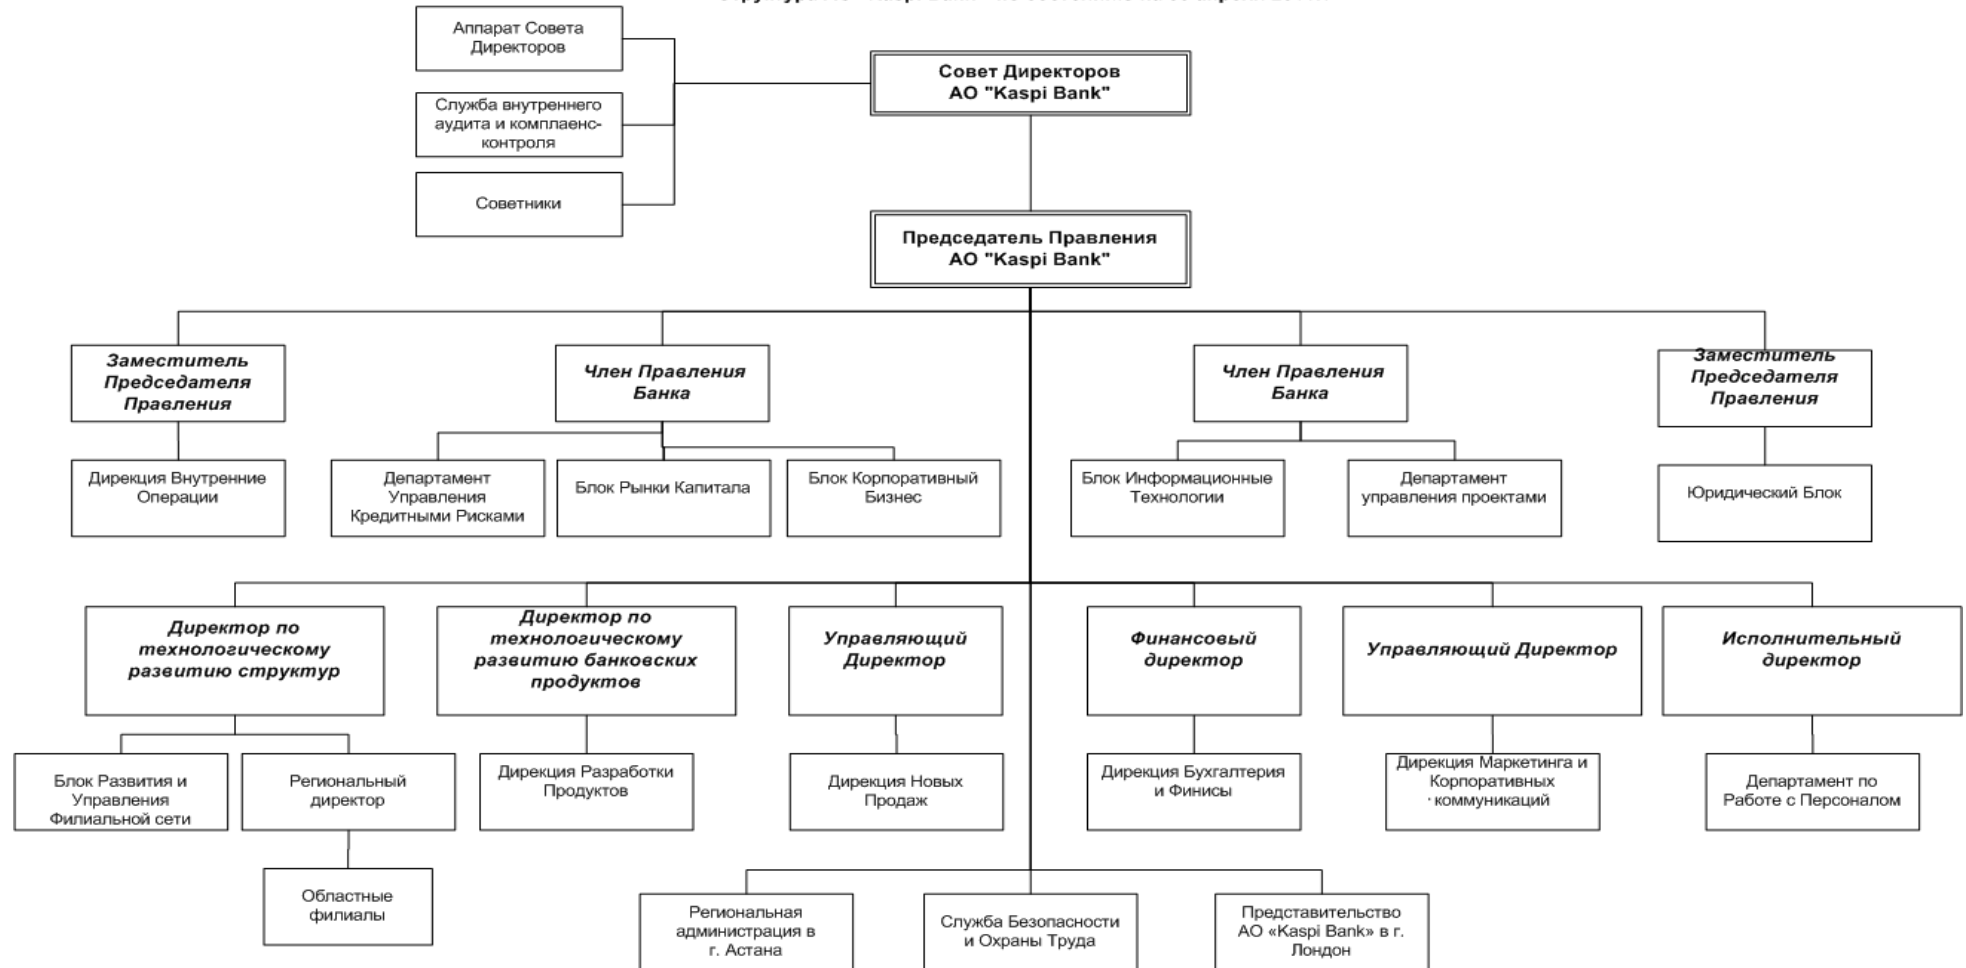 Аппарат Совета
Директоров
Совет Директоров
АО "Kaspi Bank"
Служба внутреннего
аудита и комплаенс-
контроля
Советники
Председатель Правления
АО "Kaspi Bank"
Заместитель
Председателя
Правления
Член Правления
Банка
Член Правления
Банка
Заместитель
Председателя
Правления
Дирекция Внутренние
Операции
Департамент
Управления
Кредитными Рисками
Блок Рынки Капитала
Блок Корпоративный
Бизнес
Блок Информационные
Технологии
Департамент
управления проектами
Юридический Блок
Директор по
технологическому
развитию структур
Директор по
технологическому
развитию банковских
продуктов
Управляющий
Директор
Финансовый
директор
Управляющий Директор
Исполнительный
директор
Блок Развития и
Управления
Филиальной сети
Региональный
директор
Дирекция Разработки
Продуктов
Дирекция Новых
Продаж
Дирекция Бухгалтерия
и Финисы
Дирекция Маркетинга и
Корпоративных
коммуникаций
Департамент по
Работе с Персоналом
Областные
филиалы
Региональная
администрация в
г. Астана
Служба Безопасности
и Охраны Труда
Представительство
АО «Kaspi Bank» в г.
Лондон